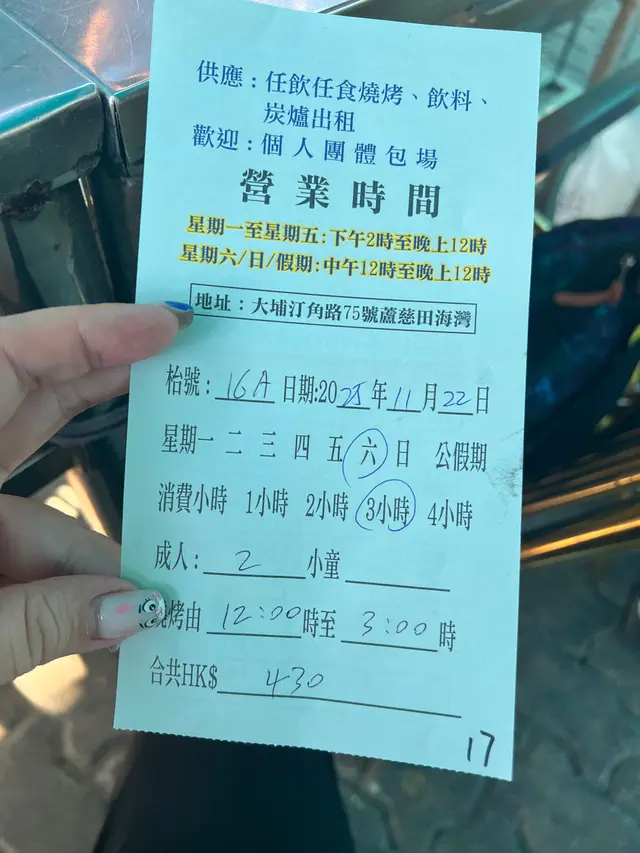 供應：任飲任食燒烤、飲料、
炭爐出租
歡迎：個人團體包場
營業時間
星期一至星期五：下午2時至晚上12時
星期六/日/假期：中午12時至晚上12時
地址：大埔汀角路75號蘆慈田海灣
枱號：16A 日期:2025年11月22日
星期一 二 三 四 五 六 日 公假期
消費小時 1小時 2小時 3小時 4小時
成人：2 小童
烤由 12:00 時至 3:00 時
合共HK$ 430
17